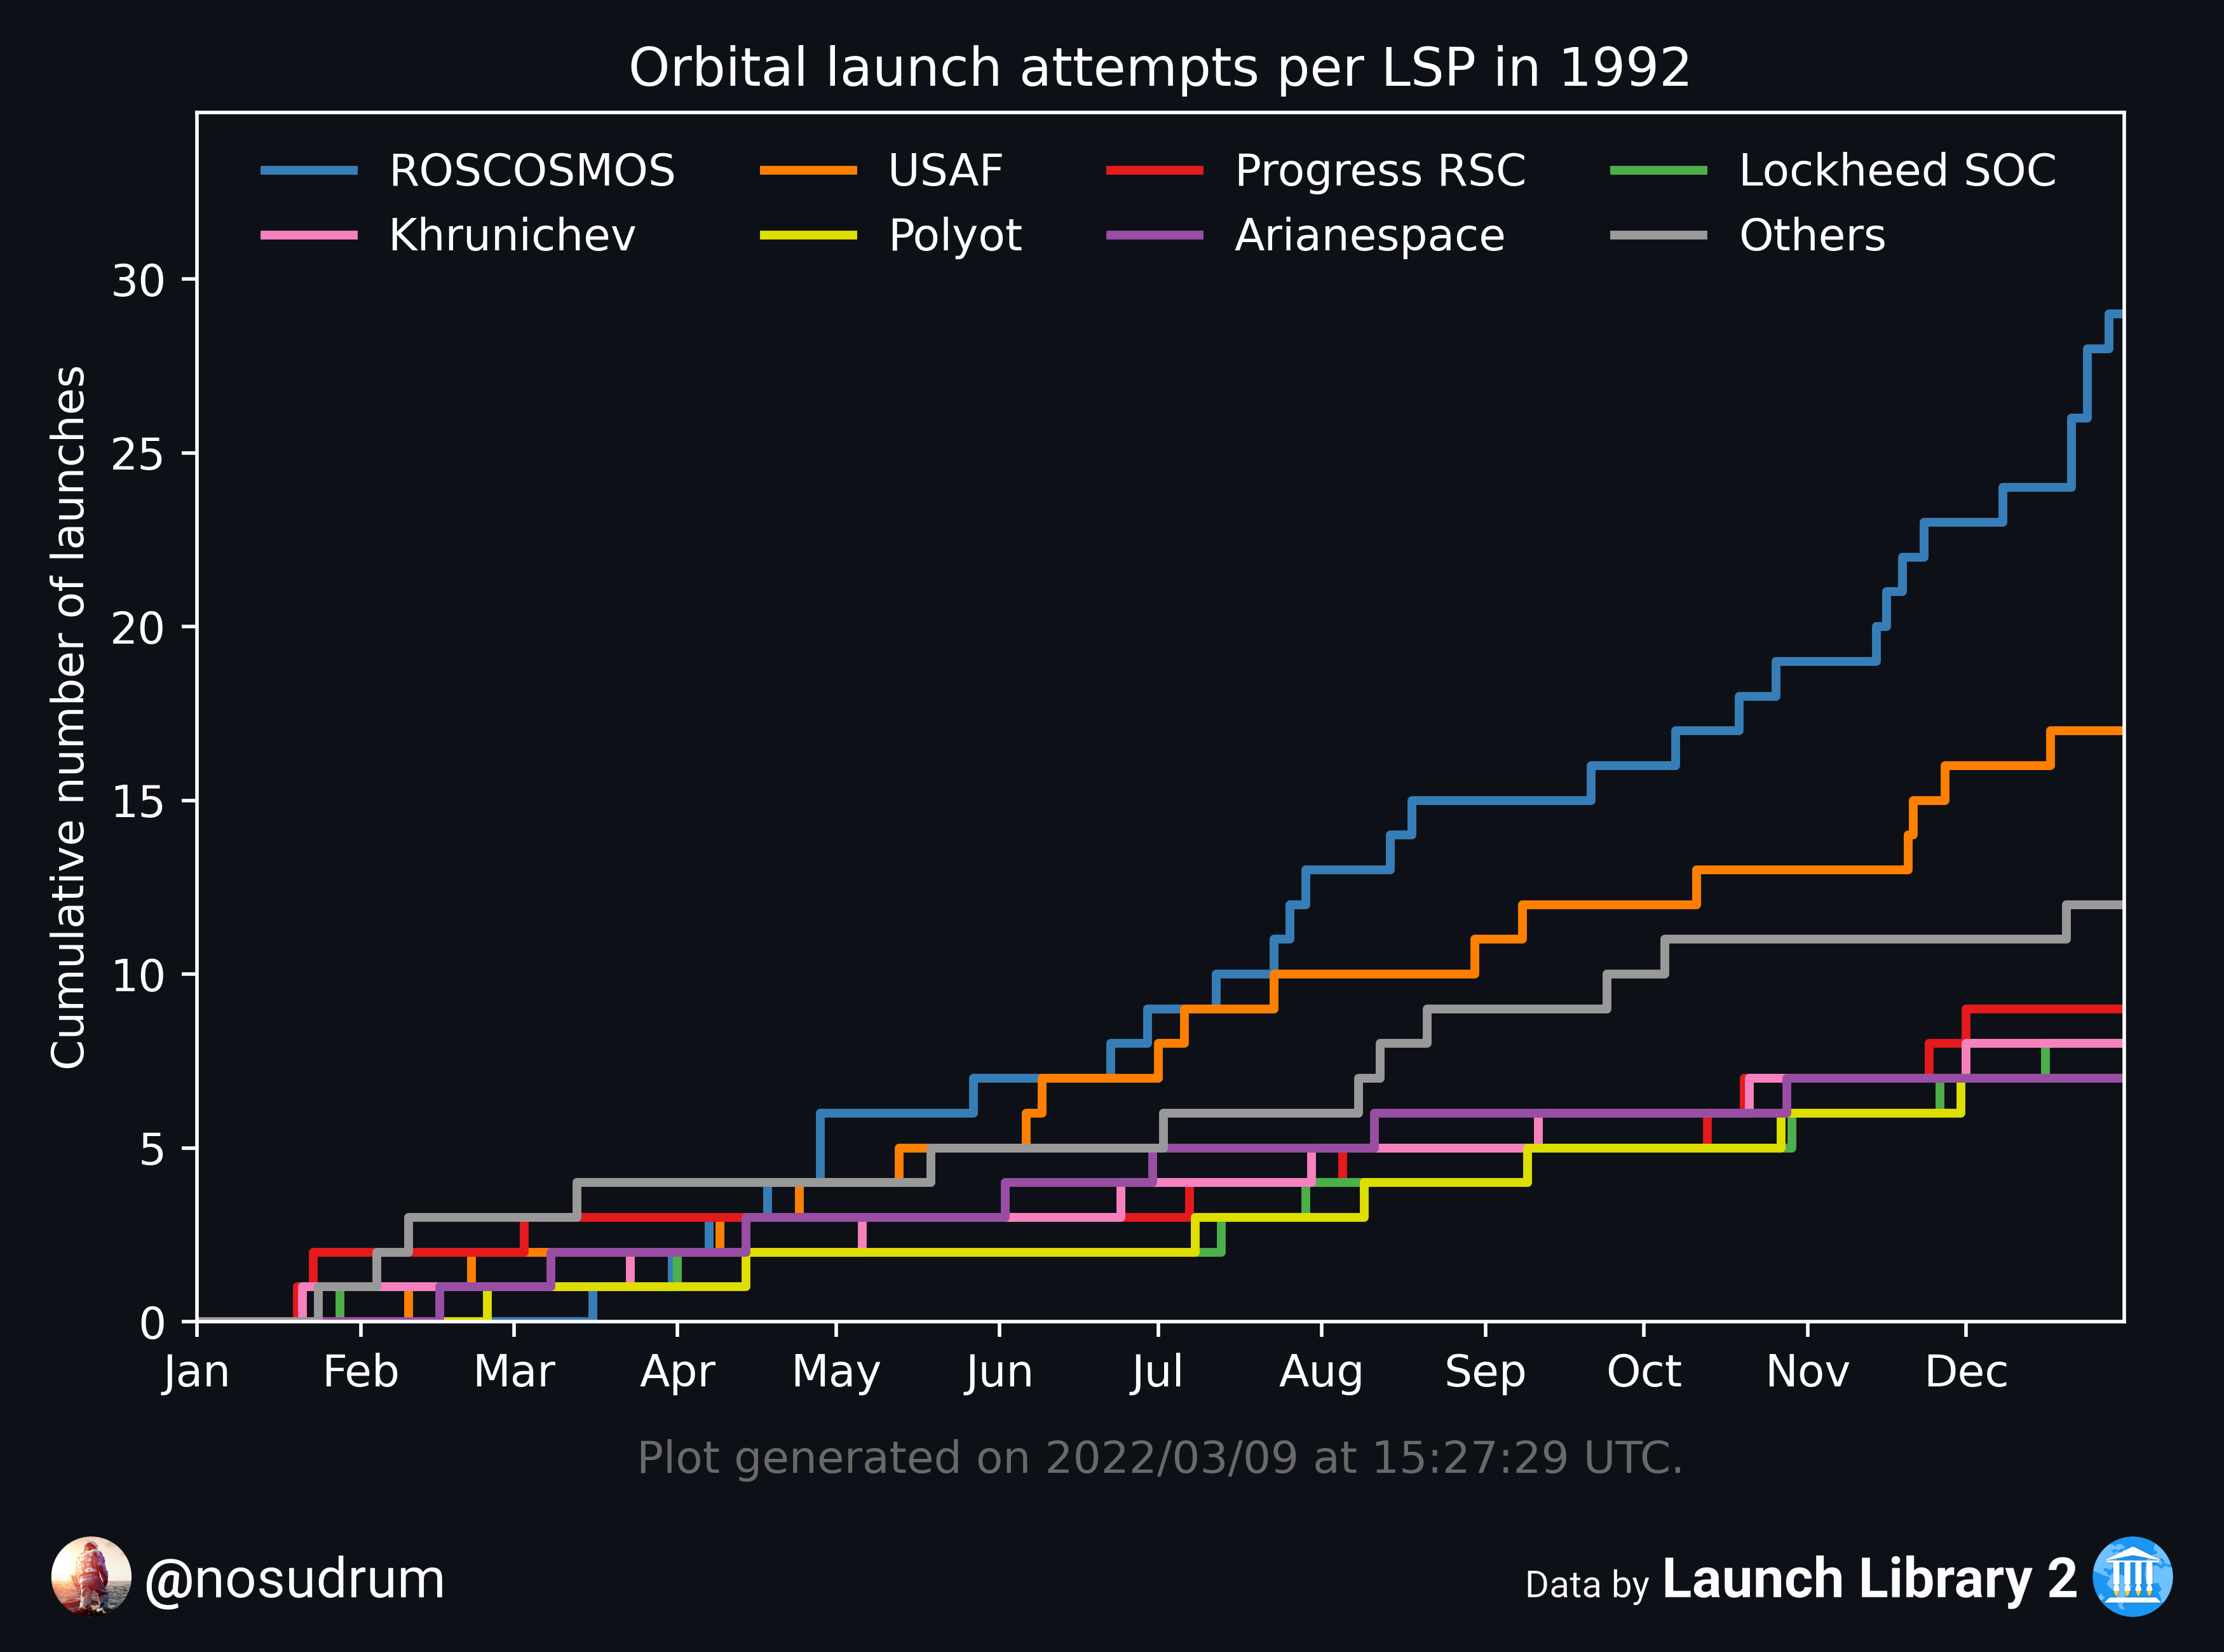 Orbital launch attempts per LSP in 1992
ROSCOSMOS USAF Progress RSC Lockheed SOC
Khrunichev Polyot Arianespace Others
Cumulative number of launches
30
25
20
15
10
5
0
Jan Feb Mar Apr May Jun Jul Aug Sep Oct Nov Dec
Plot generated on 2022/03/09 at 15:27:29 UTC.
@nosudrum
Data by Launch Library 2